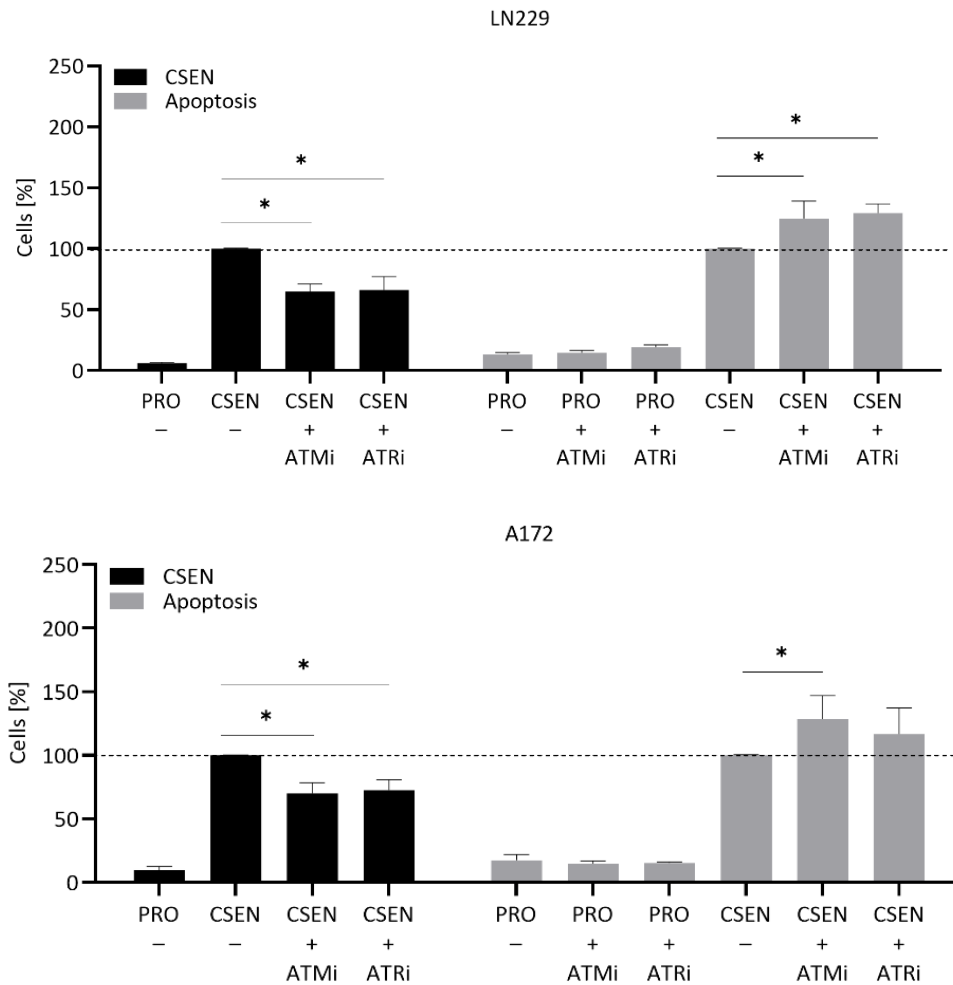 LN229
250
CSEN
Apoptosis
200
*
*
*
150
*
Cells [%]
100
50
0
PRO CSEN CSEN CSEN PRO PRO PRO CSEN CSEN CSEN
– – + + – + + – + +
ATMi ATRi ATMi ATRi ATMi ATRi
A172
250
CSEN
Apoptosis
200
*
*
150
*
Cells [%]
100
50
0
PRO CSEN CSEN CSEN PRO PRO PRO CSEN CSEN CSEN
– – + + – + + – + +
ATMi ATRi ATMi ATRi ATMi ATRi